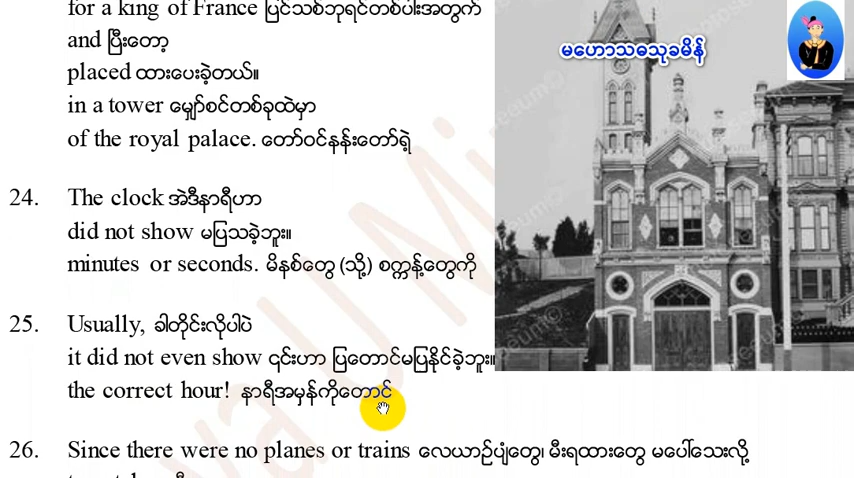 for a king of France ပြင်သစ်ဘုရင်တစ်ပါးအတွက်
and ပြီးတော့
placed ထားပေးခဲ့တယ်။
in a tower မျှော်စင်တစ်ခုထဲမှာ
of the royal palace. တော်ဝင်နန်းတော်ရဲ့
မဟောသဓသုခမိန်
24. The clock အဲဒီနာရီဟာ
did not show မပြသခဲ့ဘူး။
minutes or seconds. မိနစ်တွေ (သို့) စက္ကန့်တွေကို
25. Usually, ခါတိုင်းလိုပါပဲ
it did not even show ၎င်းဟာ ပြတောင်မပြနိုင်ခဲ့ဘူး။
the correct hour! နာရီအမှန်ကိုတောင်
26. Since there were no planes or trains လေယာဉ်ပျံတွေ၊ မီးရထားတွေ မပေါ်သေးလို့